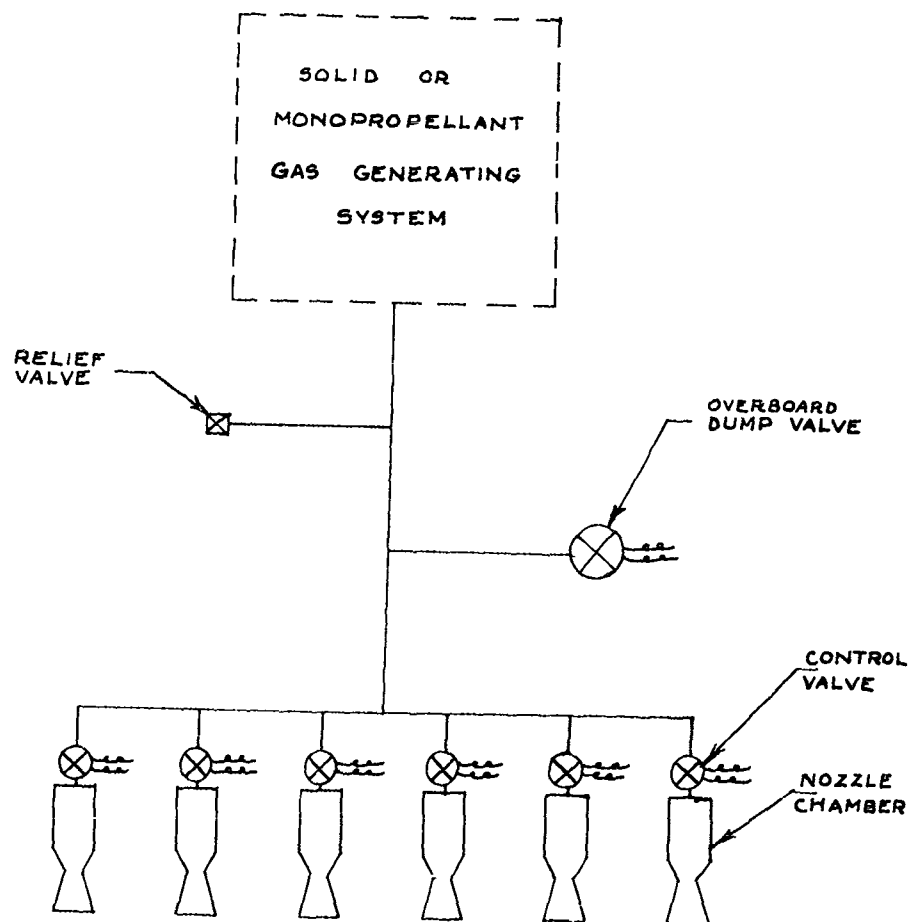 SOLID OR
MONOPROPELLANT
GAS GENERATING
SYSTEM
RELIEF
VALVE
OVERBOARD
DUMP VALVE
CONTROL
VALVE
NOZZLE
CHAMBER